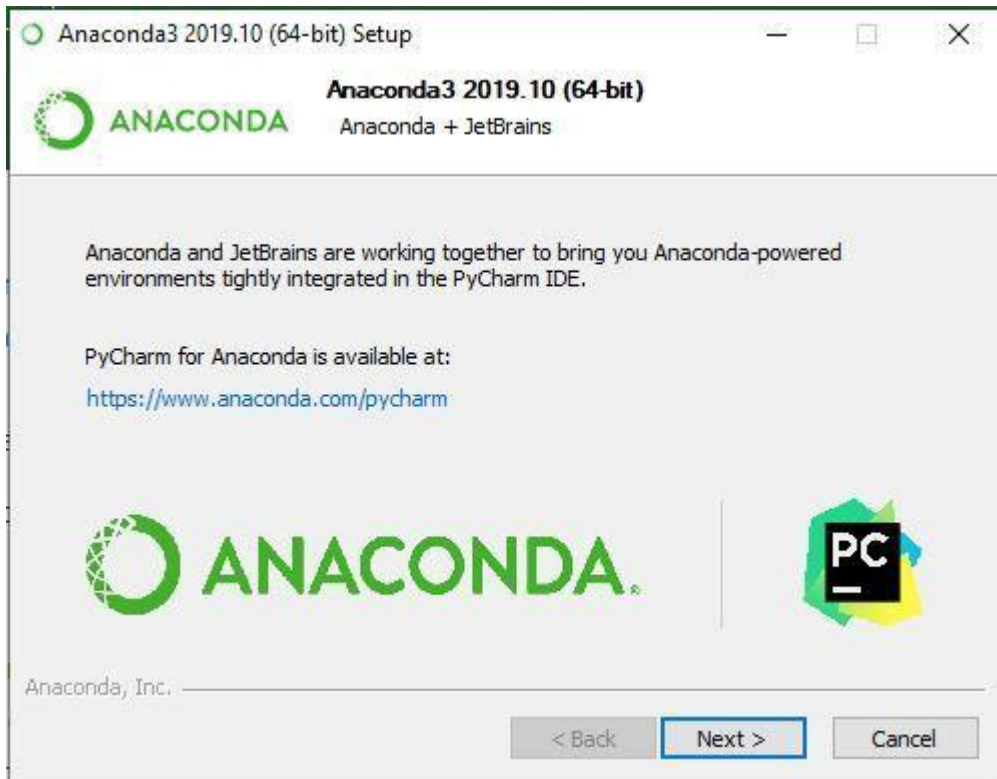 Anaconda3 2019.10 (64-bit) Setup
ANACONDA
Anaconda3 2019.10 (64-bit)
Anaconda + JetBrains
Anaconda and JetBrains are working together to bring you Anaconda-powered
environments tightly integrated in the PyCharm IDE.
PyCharm for Anaconda is available at:
https://www.anaconda.com/pycharm
ANACONDA®
PC
Anaconda, Inc.
< Back Next > Cancel